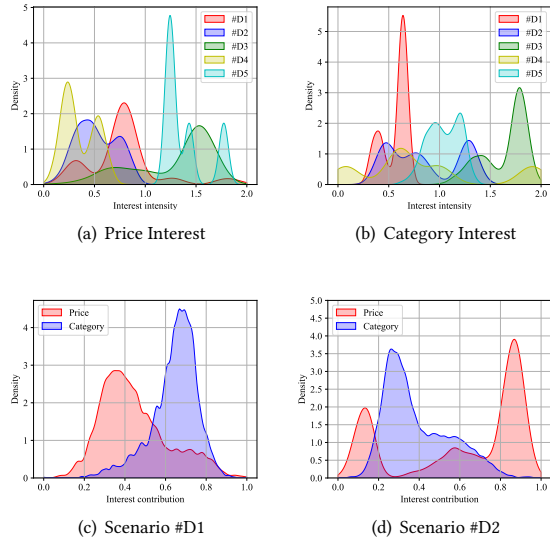 5
4
3
2
1
0
Density
0.0 0.5 1.0 1.5 2.0
Interest intensity
#D1
#D2
#D3
#D4
#D5
(a) Price Interest
5
4
3
2
1
0
Density
0.0 0.5 1.0 1.5 2.0
Interest intensity
#D1
#D2
#D3
#D4
#D5
(b) Category Interest
4
3
2
1
0
Density
0.0 0.2 0.4 0.6 0.8 1.0
Interest contribution
Price
Category
(c) Scenario #D1
5.0
4.5
4.0
3.5
3.0
2.5
2.0
1.5
1.0
0.5
0.0
Density
0.0 0.2 0.4 0.6 0.8 1.0
Interest contribution
Price
Category
(d) Scenario #D2